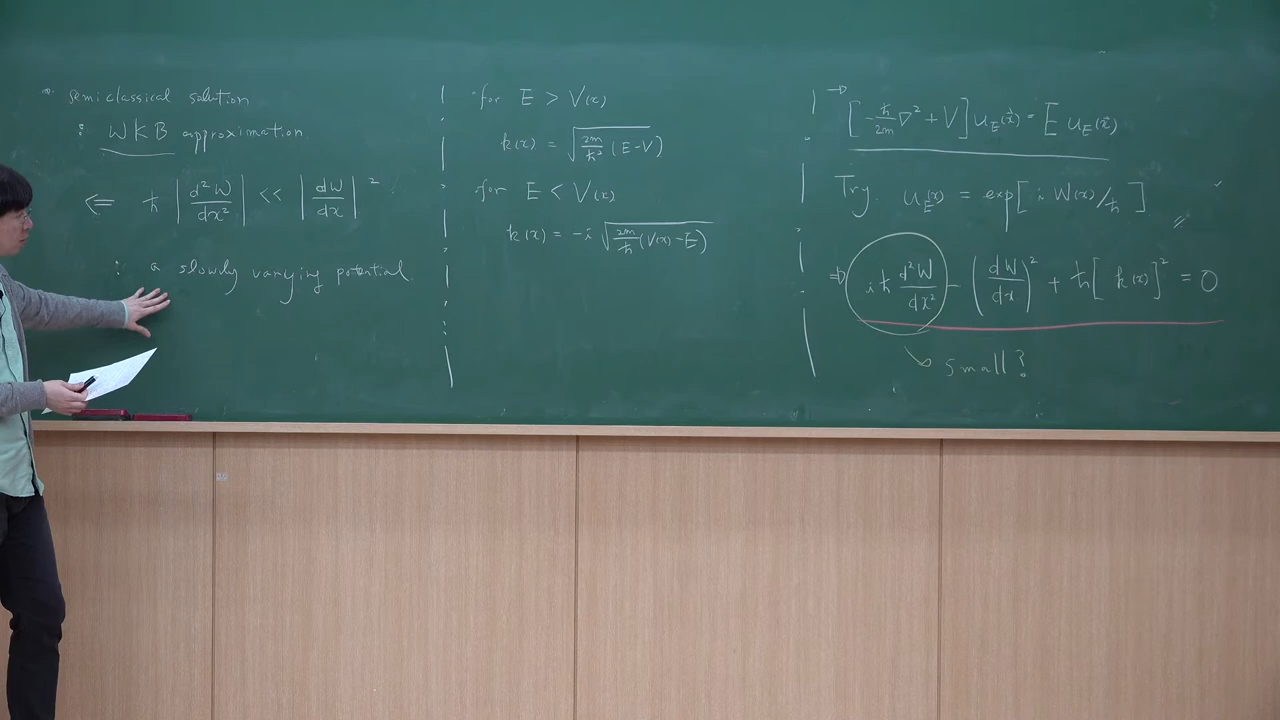 semiclassical solution
: WKB approximation
⇐ ħ |d²W/dx²| << |dW/dx|²
: a slowly varying potential.
for E > V(x)
k(x) = √(2m/ħ² (E-V))
for E < V(x)
k(x) = -i √(2m/ħ (V(x)-E))
→ [-ħ/2m ∇² + V] u_E(x⃗) = E u_E(x⃗)
Try. u_E(x) = exp[i W(x)/ħ]
⇒ iħ d²W/dx² - (dW/dx)² + ħ[k(x)]² = 0
↳ small?